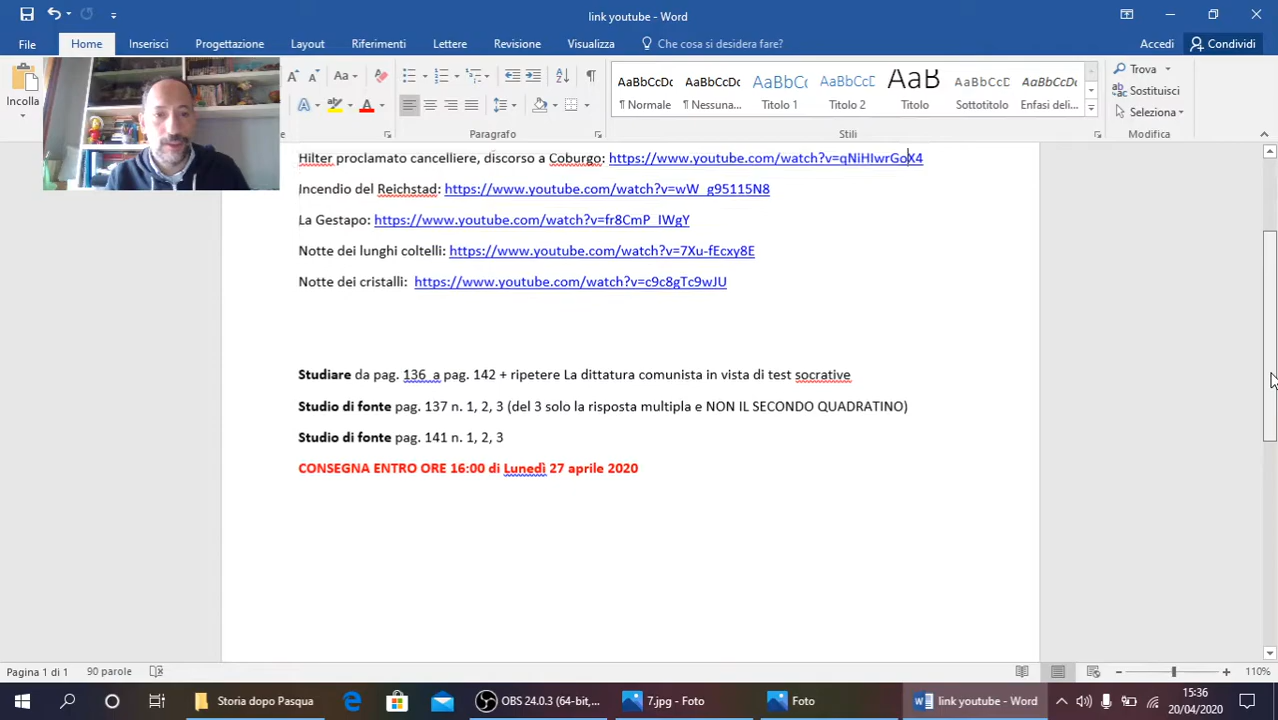 link youtube - Word
File Home Inserisci Progettazione Layout Riferimenti Lettere Revisione Visualizza Che cosa si desidera fare? Accedi Condividi
Incolla
Aa
A A
AaBbCcDc AaBbCcDc AaBbCc AaBbCcD AaB AaBbCcD AaBbCcDc
¶ Normale ¶ Nessuna... Titolo 1 Titolo 2 Titolo Sottotitolo Enfasi deli...
Trova
Sostituisci
Seleziona
Paragrafo Stili Modifica
Hilter proclamato cancelliere, discorso a Coburgo: https://www.youtube.com/watch?v=qNiHIwrGoX4
Incendio del Reichstad: https://www.youtube.com/watch?v=wW_g95115N8
La Gestapo: https://www.youtube.com/watch?v=fr8CmP_IWgY
Notte dei lunghi coltelli: https://www.youtube.com/watch?v=7Xu-fEcxy8E
Notte dei cristalli: https://www.youtube.com/watch?v=c9c8gTc9wJU
Studiare da pag. 136 a pag. 142 + ripetere La dittatura comunista in vista di test socrative
Studio di fonte pag. 137 n. 1, 2, 3 (del 3 solo la risposta multipla e NON IL SECONDO QUADRATINO)
Studio di fonte pag. 141 n. 1, 2, 3
CONSEGNA ENTRO ORE 16:00 di Lunedì 27 aprile 2020
Pagina 1 di 1 90 parole 110%
Storia dopo Pasqua OBS 24.0.3 (64-bit,... 7.jpg - Foto Foto link youtube - Word 15:36
20/04/2020